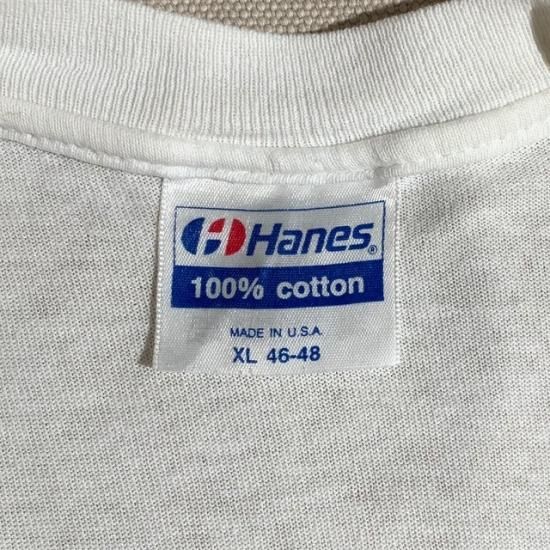 Hanes®
100% cotton
MADE IN U.S.A.
XL 46-48